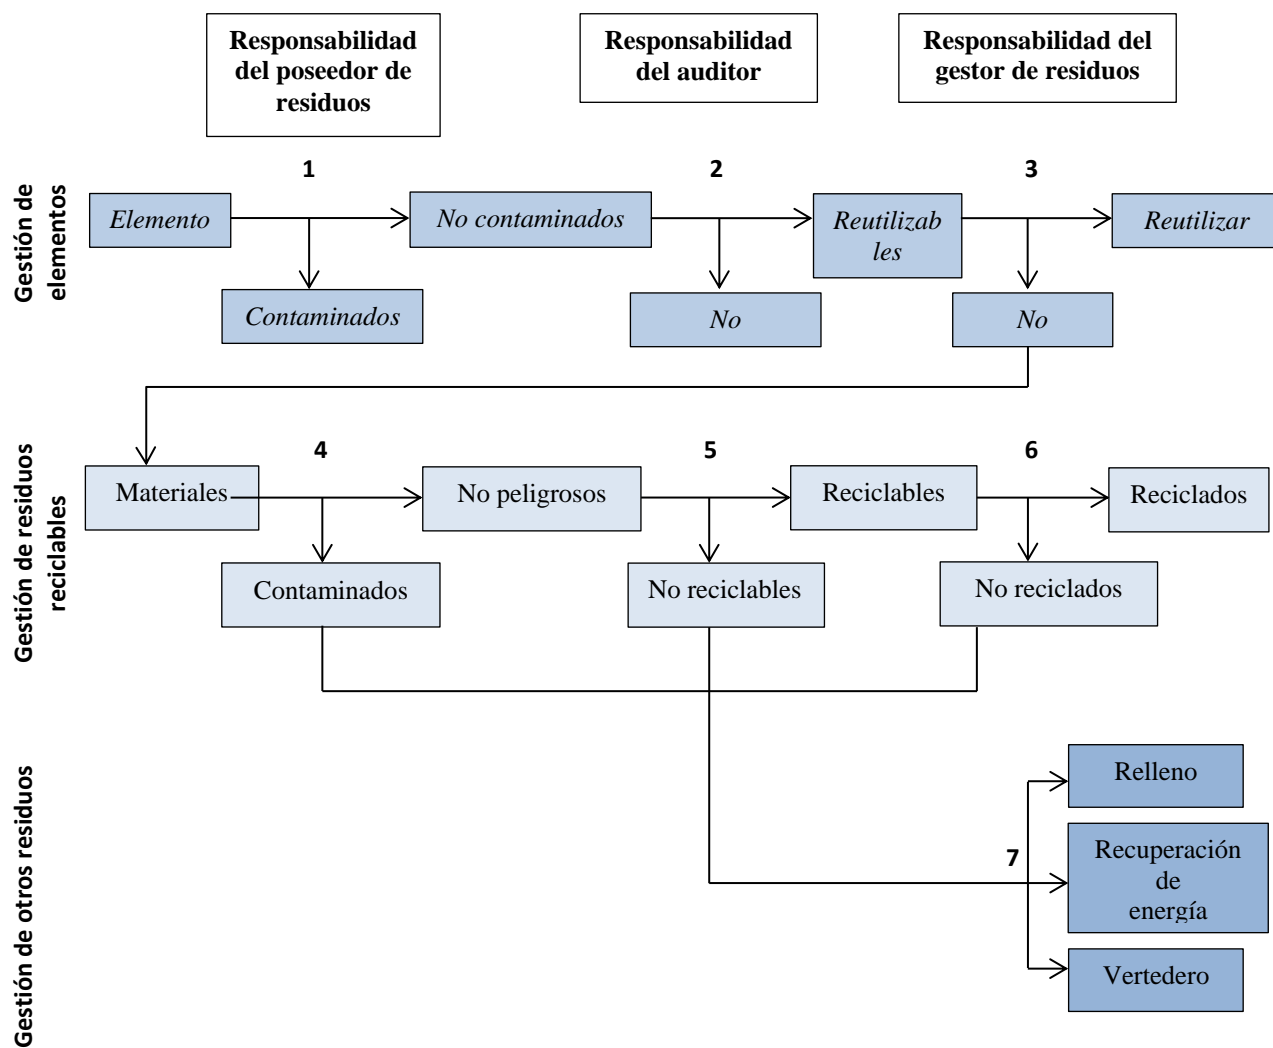 Responsabilidad
del poseedor de
residuos
Responsabilidad
del auditor
Responsabilidad del
gestor de residuos
Gestión de
elementos
1
2
3
Elemento
No contaminados
Reutilizab
les
Reutilizar
Contaminados
No
No
Gestión de residuos
reciclables
4
5
6
Materiales
No peligrosos
Reciclables
Reciclados
Contaminados
No reciclables
No reciclados
Gestión de otros residuos
7
Relleno
Recuperación
de
energía
Vertedero